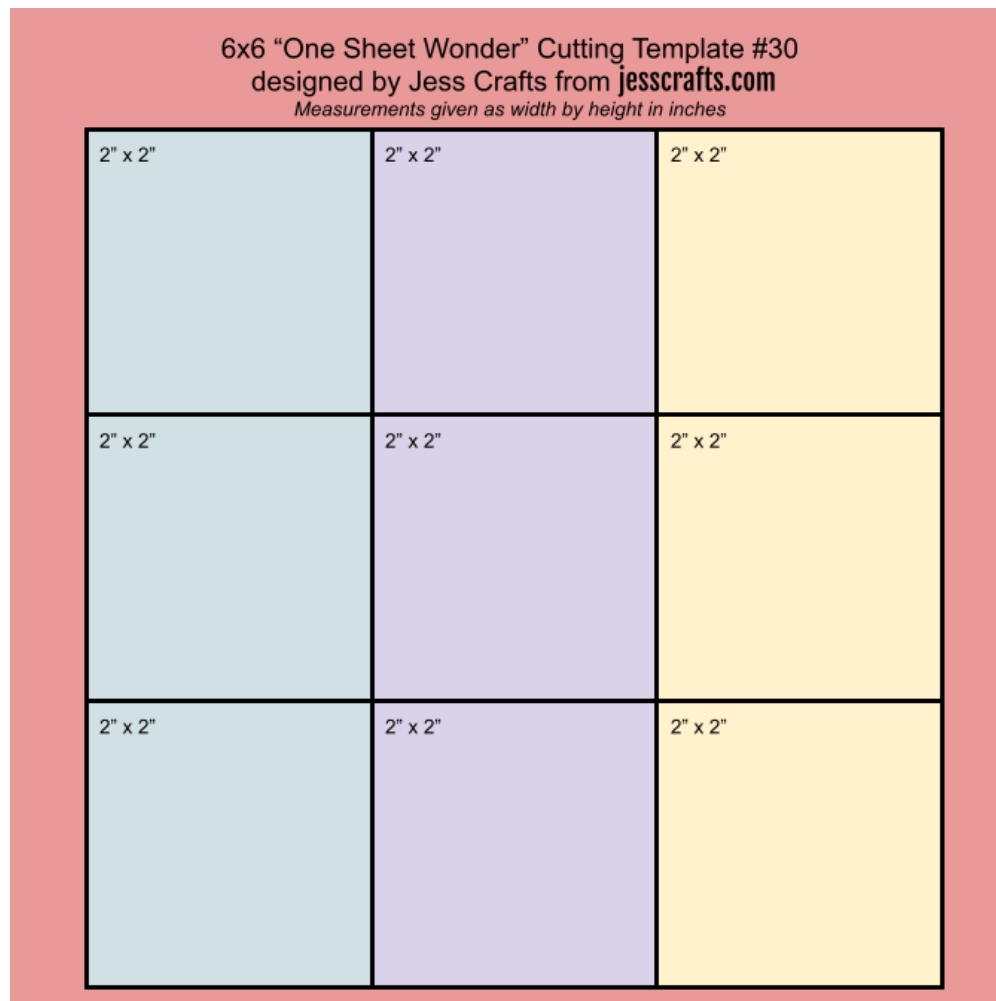 6x6 “One Sheet Wonder” Cutting Template #30
designed by Jess Crafts from jesscrafts.com
Measurements given as width by height in inches
2” x 2” 2” x 2” 2” x 2”
2” x 2” 2” x 2” 2” x 2”
2” x 2” 2” x 2” 2” x 2”